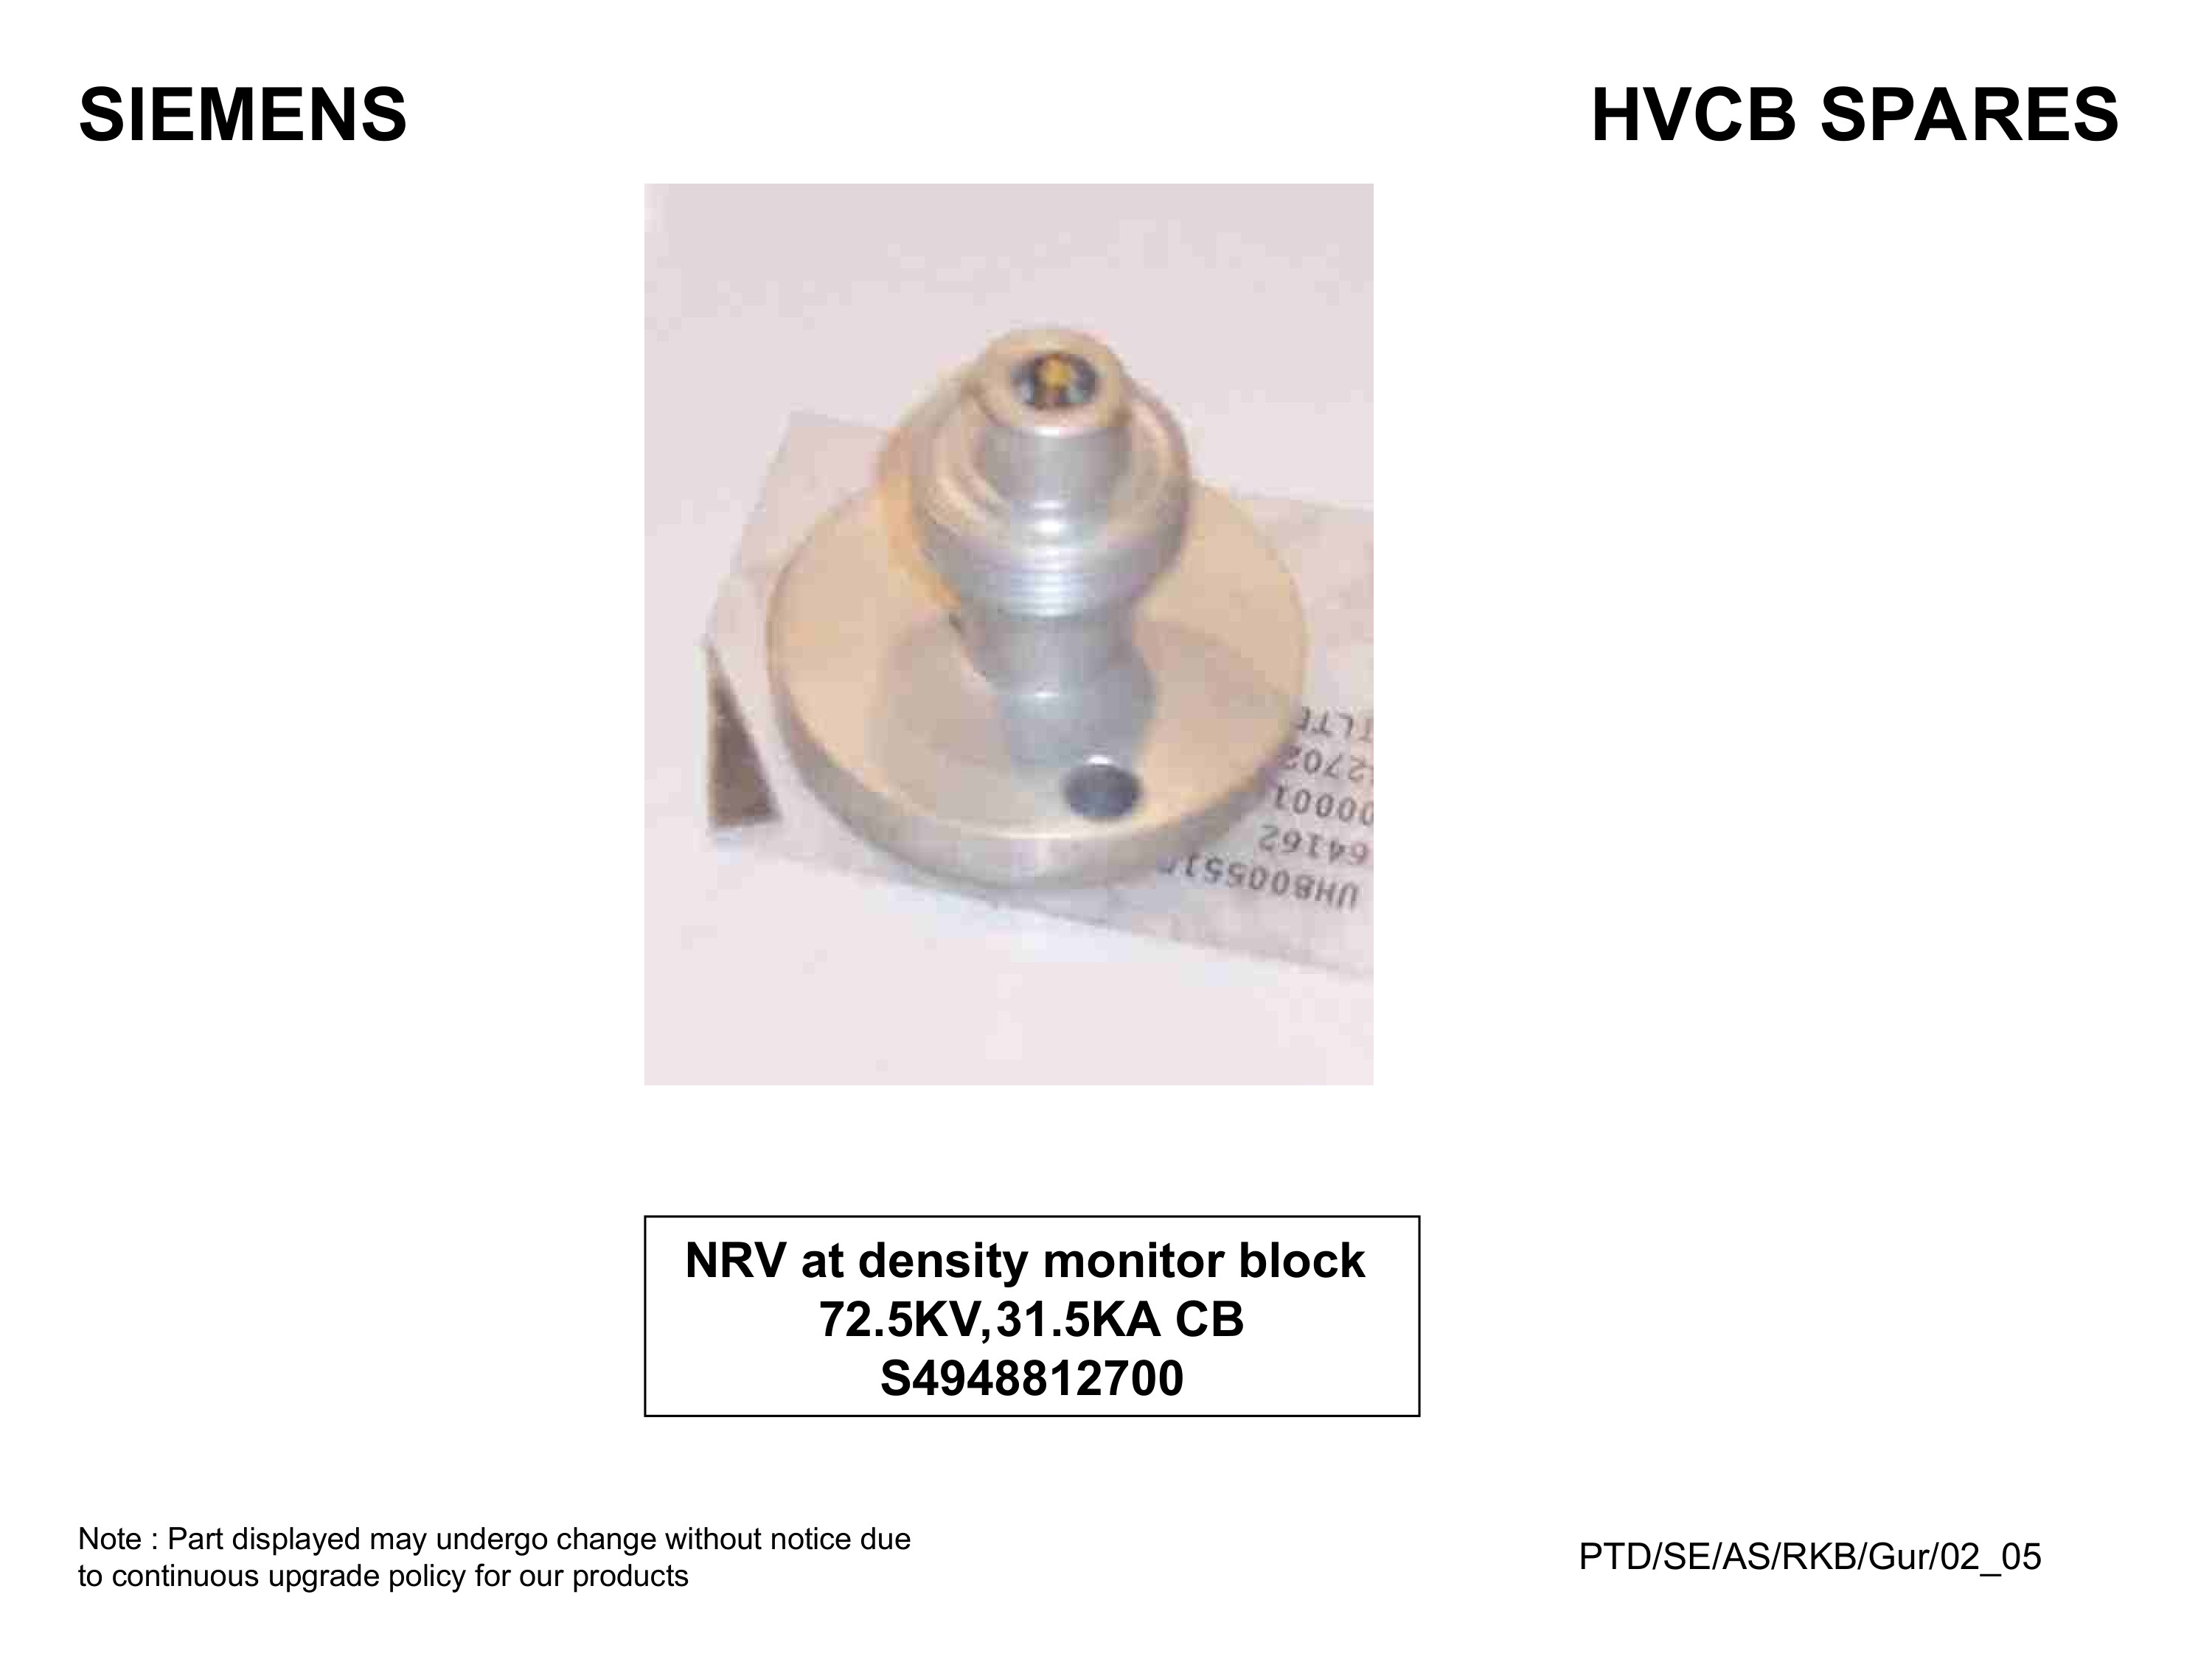 SIEMENS
HVCB SPARES
64162
NRV at density monitor block
72.5KV,31.5KA CB
S4948812700
Note : Part displayed may undergo change without notice due
to continuous upgrade policy for our products
PTD/SE/AS/RKB/Gur/02_05